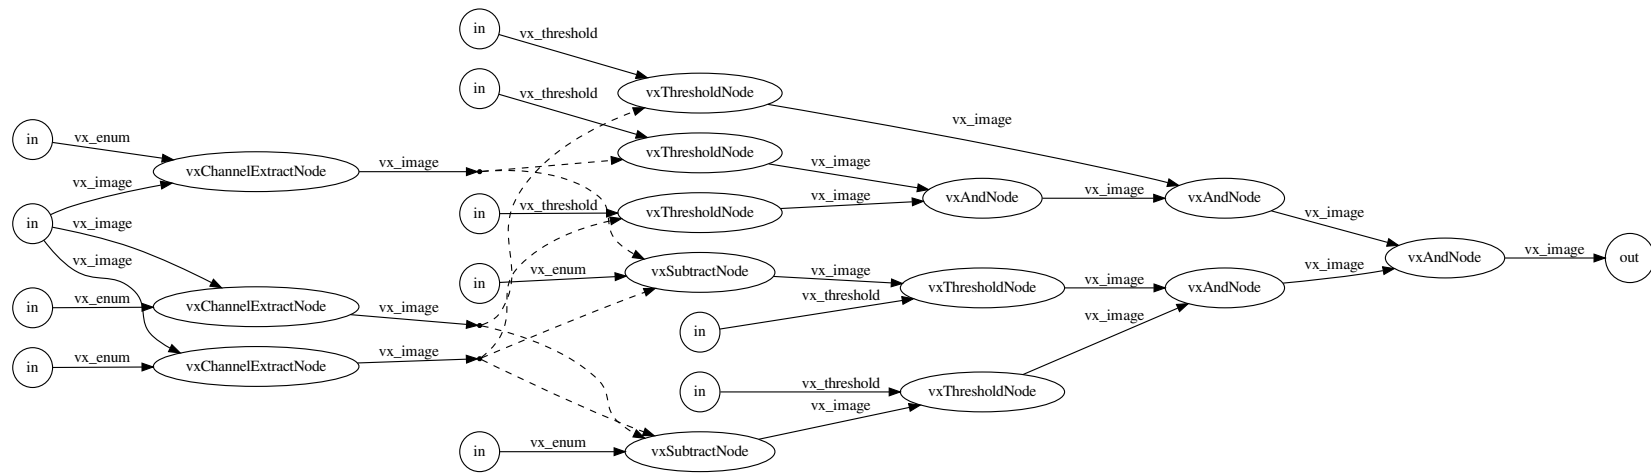 in
vx_threshold
in
vx_threshold
vxThresholdNode
vx_image
in
vx_enum
vxThresholdNode
vxChannelExtractNode
vx_image
vx_image
vx_image
in
vx_threshold
vxThresholdNode
vx_image
vxAndNode
vx_image
vxAndNode
vx_image
in
vx_image
vx_image
in
vx_enum
vxSubtractNode
vx_image
vx_threshold
vxThresholdNode
vx_image
vxAndNode
vx_image
vxAndNode
vx_image
out
in
vx_enum
vxChannelExtractNode
vx_image
in
vx_image
in
vx_enum
vxChannelExtractNode
vx_image
in
vx_threshold
vxThresholdNode
vx_image
in
vx_enum
vxSubtractNode